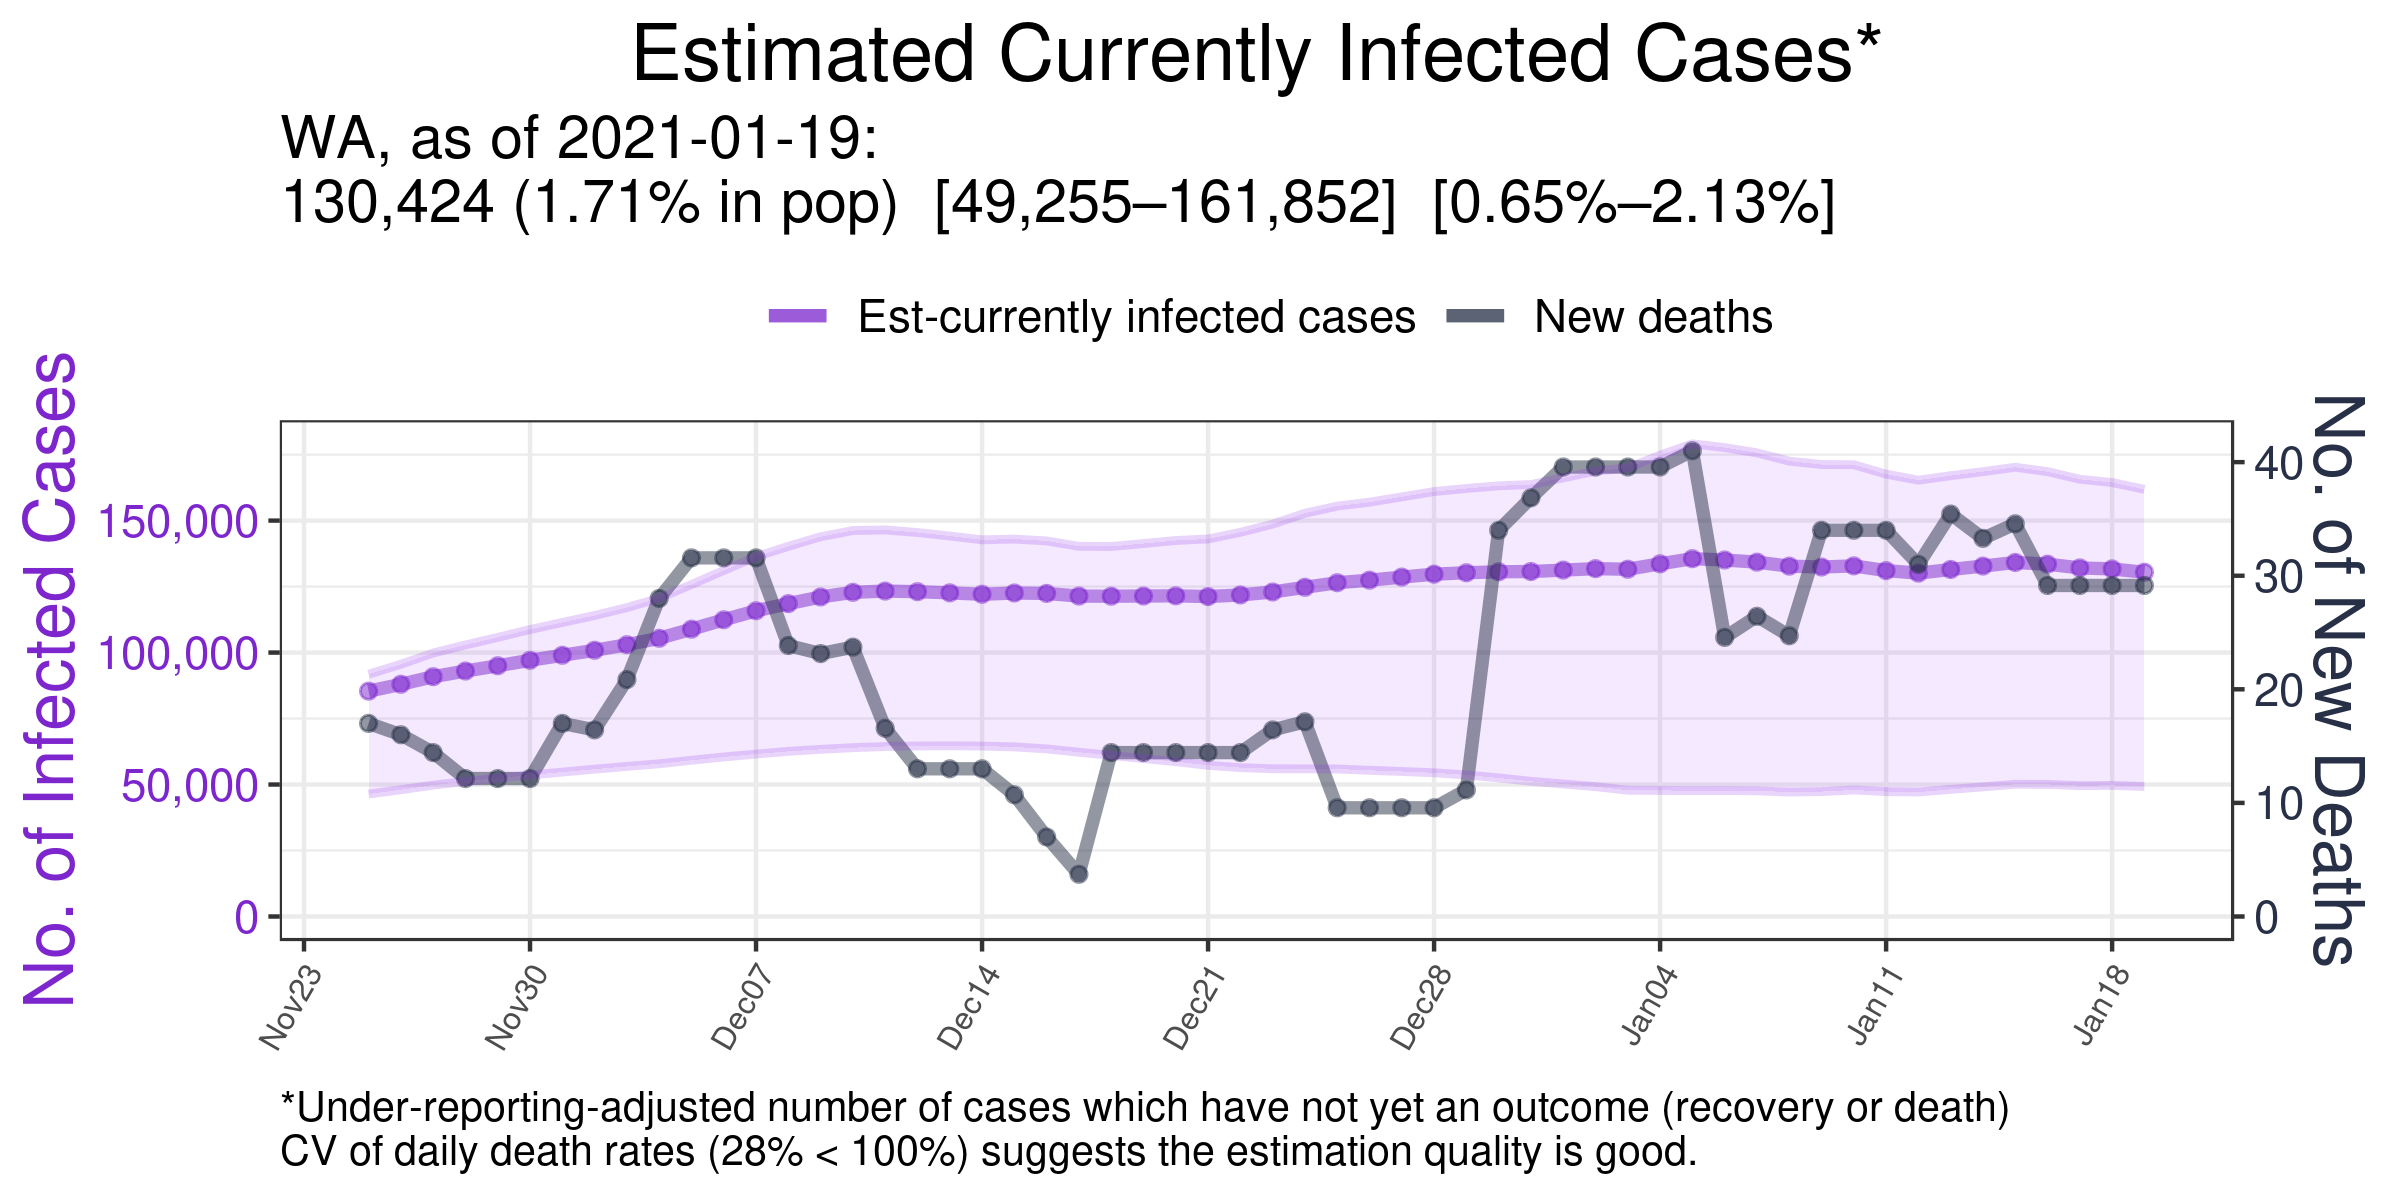 Estimated Currently Infected Cases*
WA, as of 2021-01-19:
130,424 (1.71% in pop)  [49,255–161,852]  [0.65%–2.13%]
Est-currently infected cases
New deaths
No. of Infected Cases
150,000
100,000
50,000
0
40
30
20
10
0
No. of New Deaths
Nov23
Nov30
Dec07
Dec14
Dec21
Dec28
Jan04
Jan11
Jan18
*Under-reporting-adjusted number of cases which have not yet an outcome (recovery or death)
CV of daily death rates (28% < 100%) suggests the estimation quality is good.